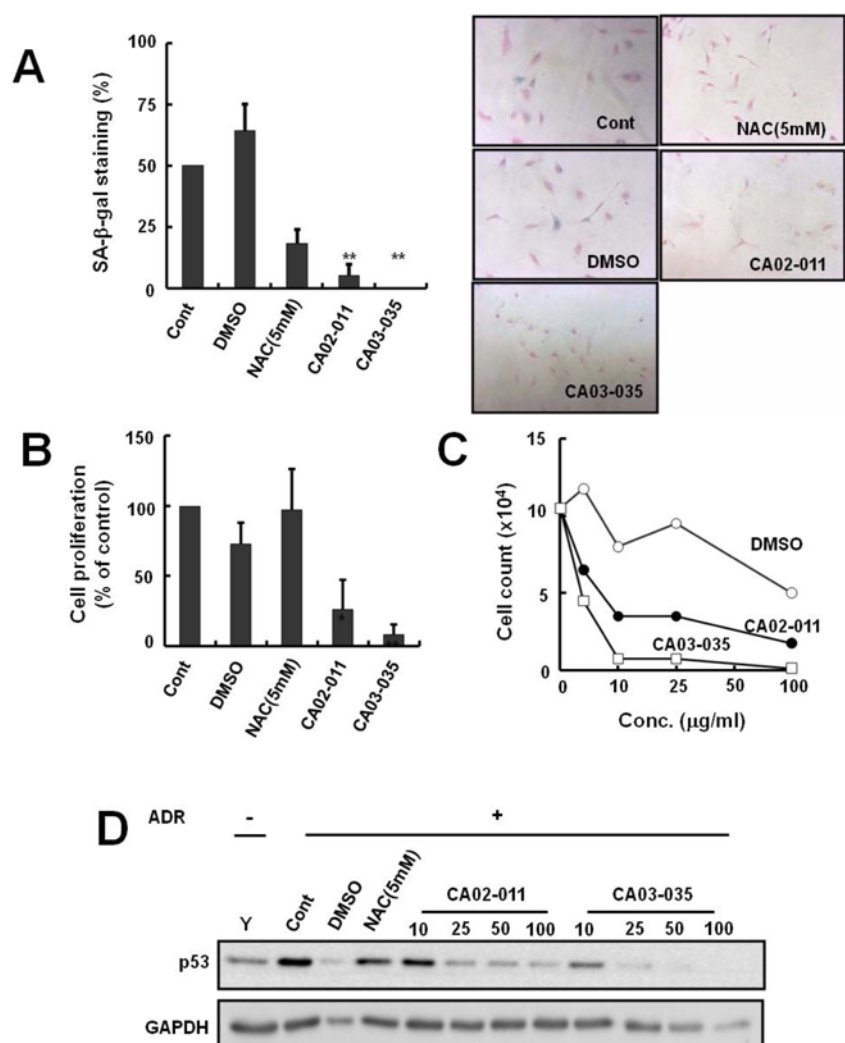 A
SA-β-gal staining (%)
100
75
50
25
0
Cont
DMSO
NAC(5mM)
CA02-011
CA03-035
**
**
Cont
NAC(5mM)
DMSO
CA02-011
CA03-035
B
Cell proliferation
(% of control)
150
100
50
0
*
**
Cont
DMSO
NAC(5mM)
CA02-011
CA03-035
C
Cell count (x10⁴)
15
10
5
0
DMSO
CA02-011
CA03-035
0 10 25 50 100
Conc. (μg/ml)
D
ADR - +
Y Cont DMSO NAC(5mM) CA02-011 CA03-035
10 25 50 100 10 25 50 100
p53
GAPDH